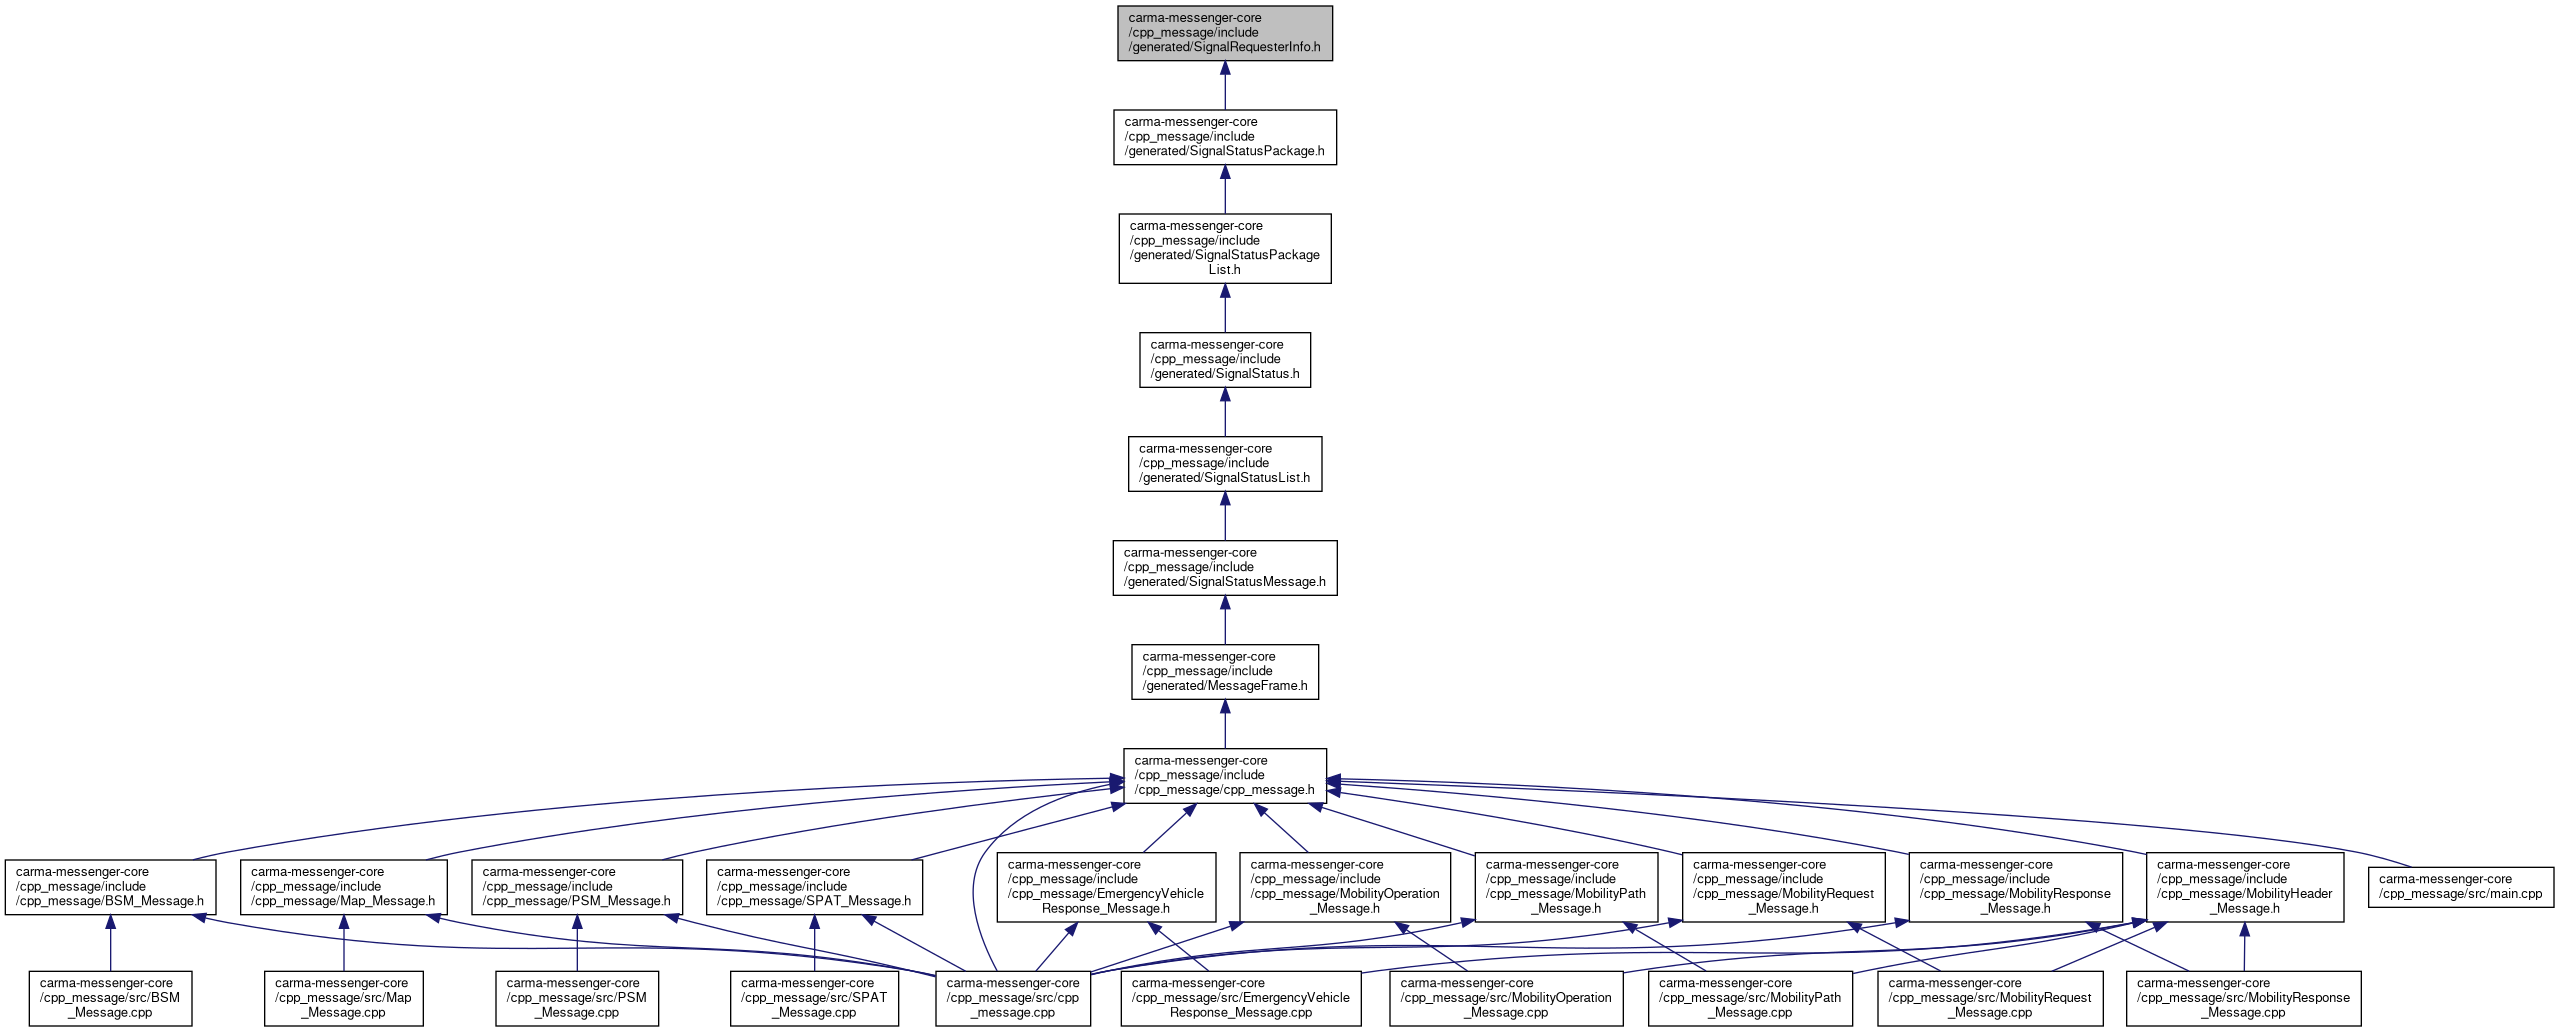 carma-messenger-core
/cpp_message/include
/generated/SignalRequesterInfo.h
carma-messenger-core
/cpp_message/include
/generated/SignalStatusPackage.h
carma-messenger-core
/cpp_message/include
/generated/SignalStatusPackage
List.h
carma-messenger-core
/cpp_message/include
/generated/SignalStatus.h
carma-messenger-core
/cpp_message/include
/generated/SignalStatusList.h
carma-messenger-core
/cpp_message/include
/generated/SignalStatusMessage.h
carma-messenger-core
/cpp_message/include
/generated/MessageFrame.h
carma-messenger-core
/cpp_message/include
/cpp_message/cpp_message.h
carma-messenger-core
/cpp_message/include
/cpp_message/BSM_Message.h
carma-messenger-core
/cpp_message/include
/cpp_message/Map_Message.h
carma-messenger-core
/cpp_message/include
/cpp_message/PSM_Message.h
carma-messenger-core
/cpp_message/include
/cpp_message/SPAT_Message.h
carma-messenger-core
/cpp_message/include
/cpp_message/EmergencyVehicle
Response_Message.h
carma-messenger-core
/cpp_message/include
/cpp_message/MobilityOperation
_Message.h
carma-messenger-core
/cpp_message/include
/cpp_message/MobilityPath
_Message.h
carma-messenger-core
/cpp_message/include
/cpp_message/MobilityRequest
_Message.h
carma-messenger-core
/cpp_message/include
/cpp_message/MobilityResponse
_Message.h
carma-messenger-core
/cpp_message/include
/cpp_message/MobilityHeader
_Message.h
carma-messenger-core
/cpp_message/src/main.cpp
carma-messenger-core
/cpp_message/src/BSM
_Message.cpp
carma-messenger-core
/cpp_message/src/Map
_Message.cpp
carma-messenger-core
/cpp_message/src/PSM
_Message.cpp
carma-messenger-core
/cpp_message/src/SPAT
_Message.cpp
carma-messenger-core
/cpp_message/src/cpp
_message.cpp
carma-messenger-core
/cpp_message/src/EmergencyVehicle
Response_Message.cpp
carma-messenger-core
/cpp_message/src/MobilityOperation
_Message.cpp
carma-messenger-core
/cpp_message/src/MobilityPath
_Message.cpp
carma-messenger-core
/cpp_message/src/MobilityRequest
_Message.cpp
carma-messenger-core
/cpp_message/src/MobilityResponse
_Message.cpp